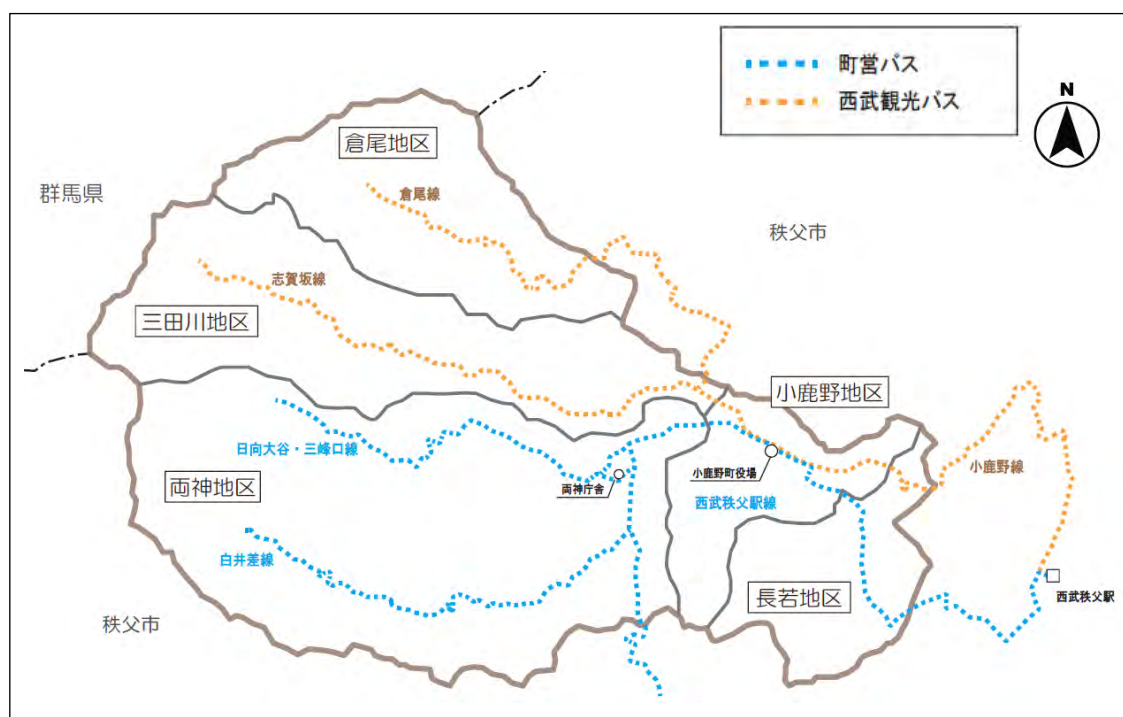 町営バス
西武観光バス
N
倉尾地区
群馬県
倉尾線
秩父市
志賀坂線
三田川地区
小鹿野地区
日向大谷・三峰口線
小鹿野町役場
小鹿野線
両神地区
両神庁舎
西武秩父駅線
白井差線
長若地区
西武秩父駅
秩父市